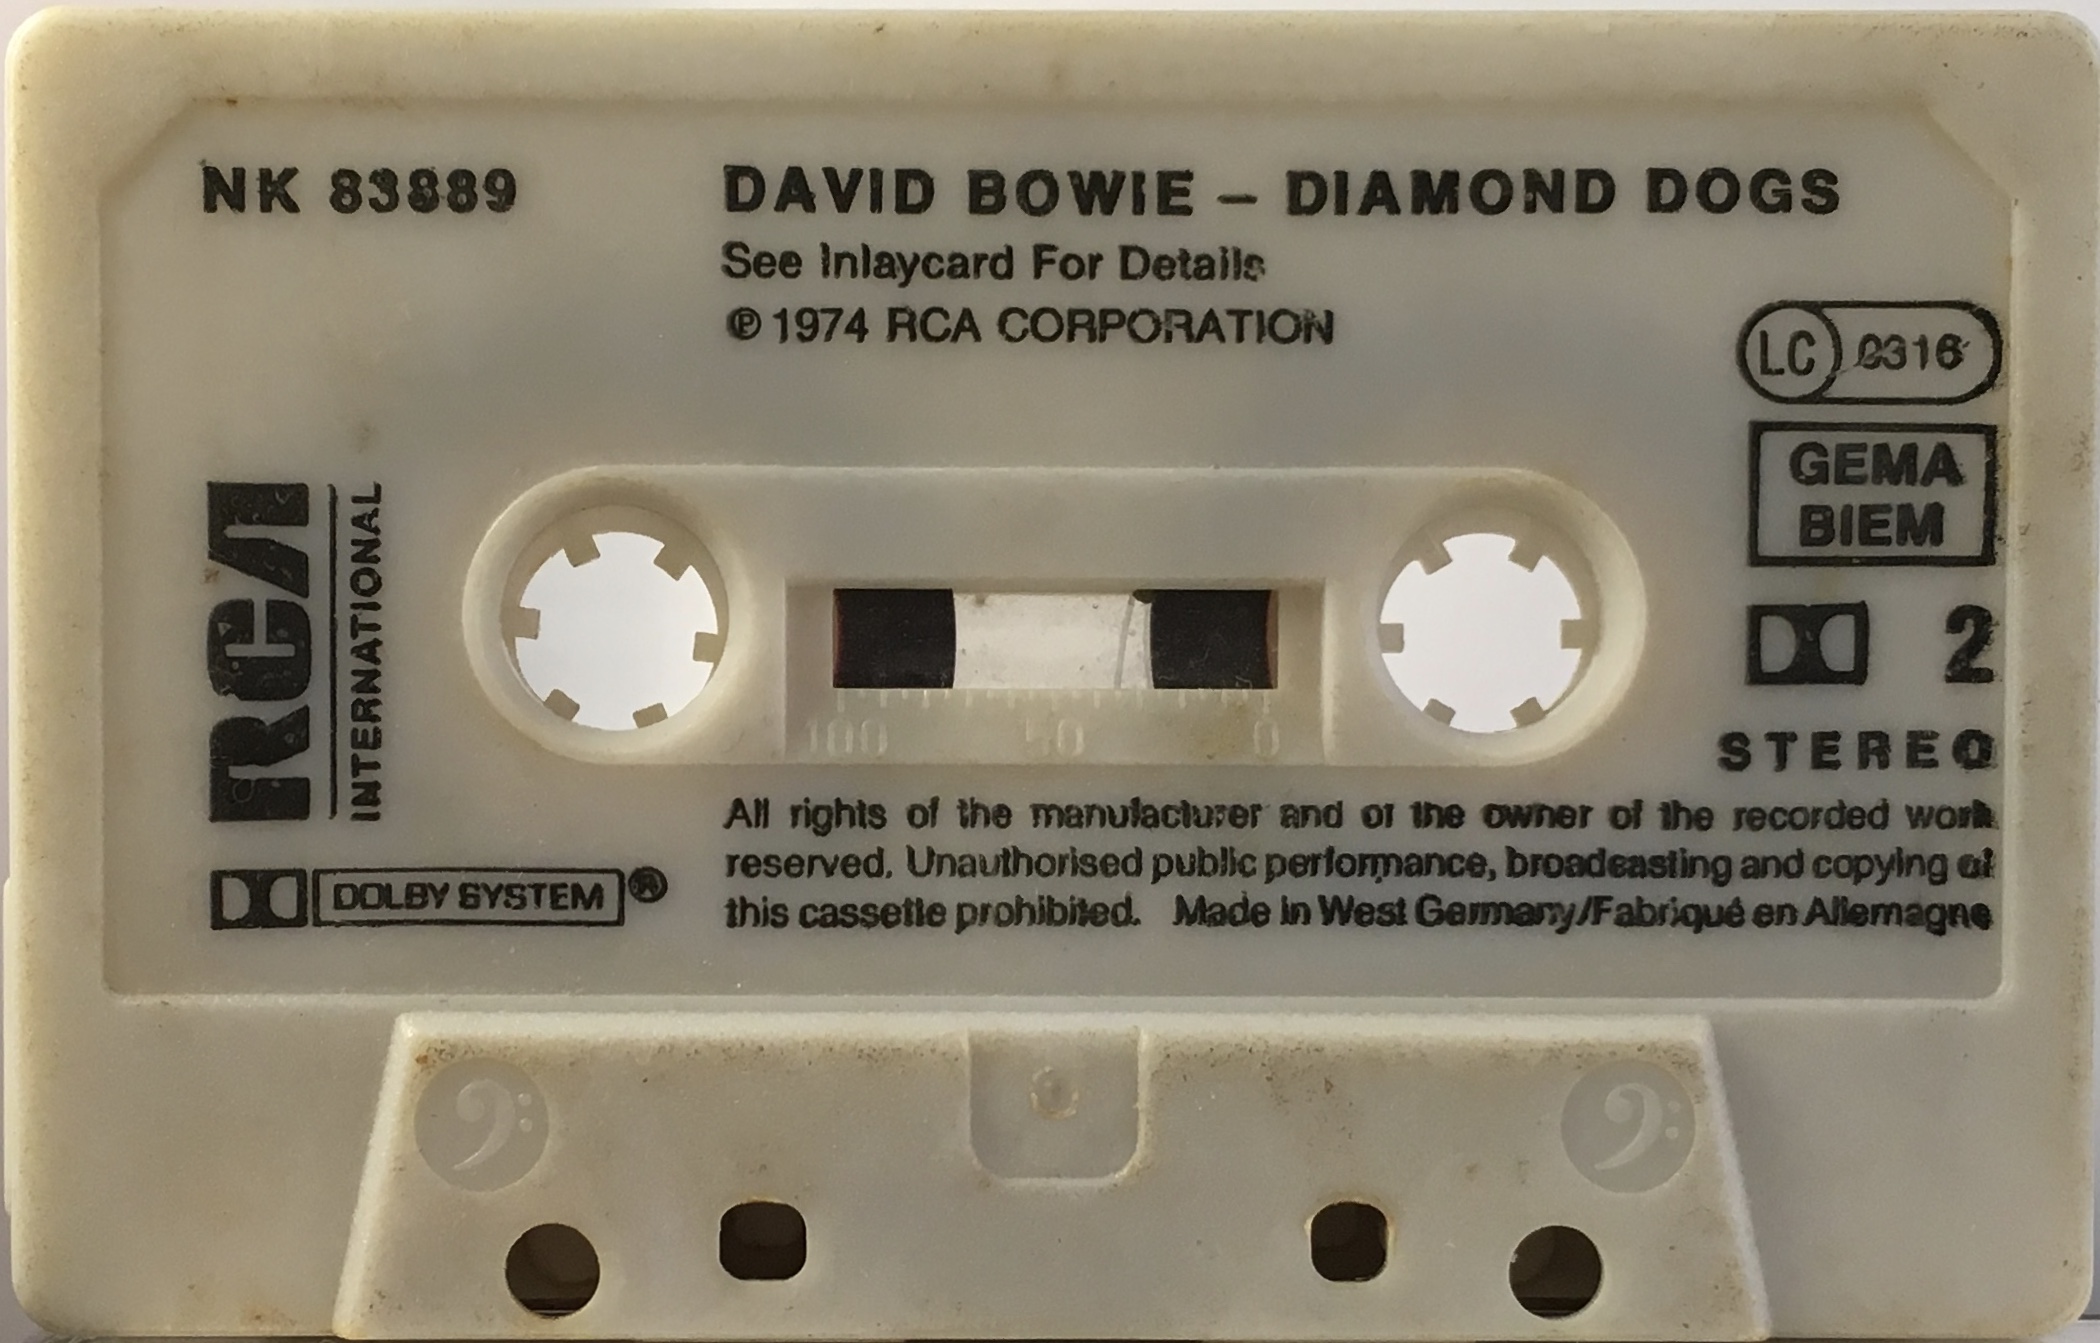 NK 83889
DAVID BOWIE – DIAMOND DOGS
See Inlaycard For Details
℗ 1974 RCA CORPORATION
LC 0316
GEMA
BIEM
2
STEREO
RCA
INTERNATIONAL
100 50 0
DOLBY SYSTEM ®
All rights of the manufacturer and of the owner of the recorded work
reserved. Unauthorised public performance, broadcasting and copying of
this cassette prohibited. Made in West Germany/Fabriqué en Allemagne